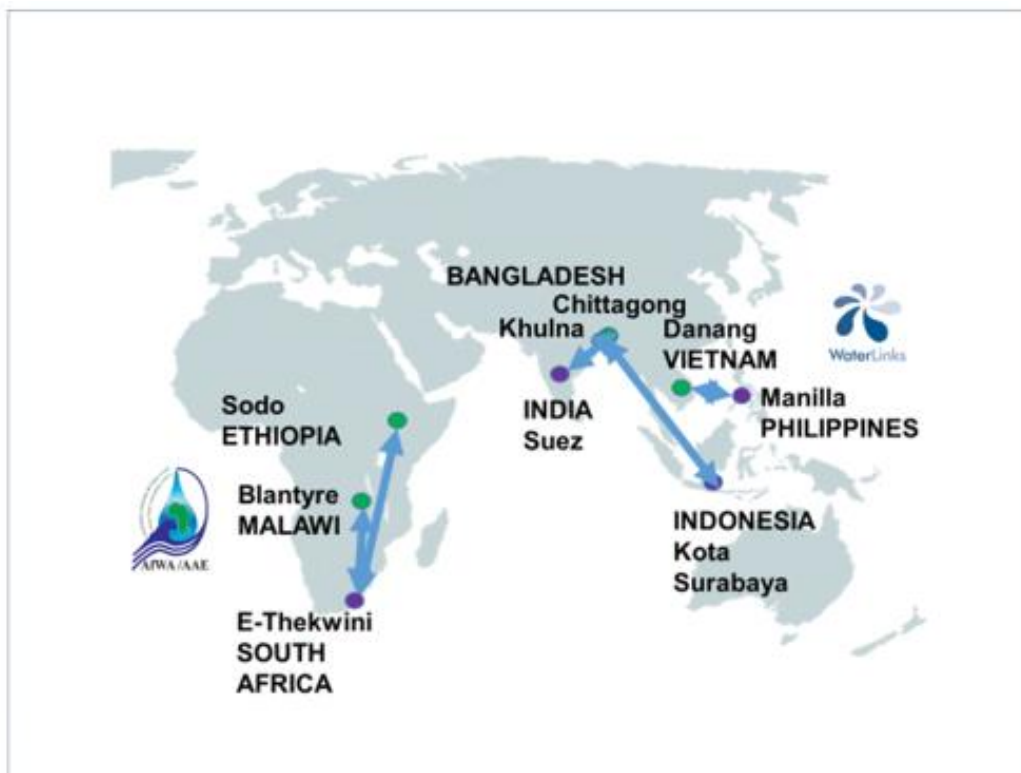 BANGLADESH
Chittagong
Khulna
Danang
VIETNAM
WaterLinks
Manilla
PHILIPPINES
INDIA
Suez
Sodo
ETHIOPIA
Blantyre
MALAWI
AfWA /AAE
INDONESIA
Kota
Surabaya
E-Thekwini
SOUTH
AFRICA